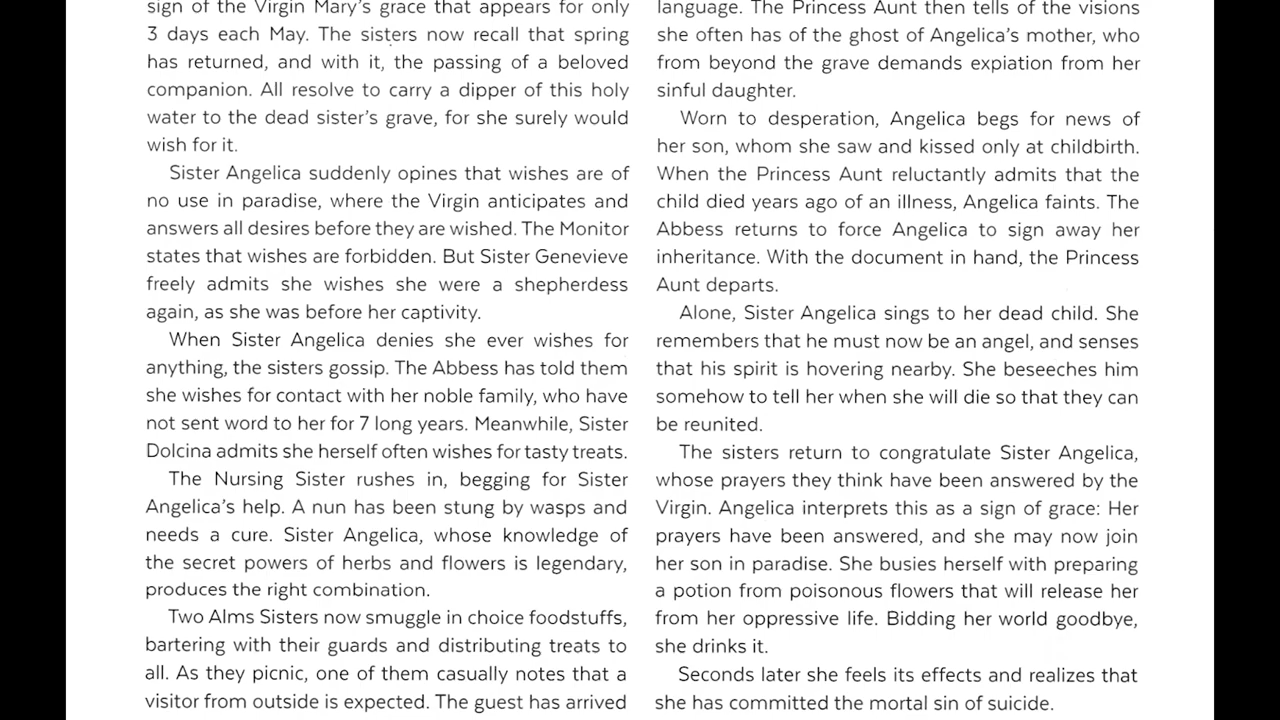 sign of the Virgin Mary's grace that appears for only
3 days each May. The sisters now recall that spring
has returned, and with it, the passing of a beloved
companion. All resolve to carry a dipper of this holy
water to the dead sister's grave, for she surely would
wish for it.
Sister Angelica suddenly opines that wishes are of
no use in paradise, where the Virgin anticipates and
answers all desires before they are wished. The Monitor
states that wishes are forbidden. But Sister Genevieve
freely admits she wishes she were a shepherdess
again, as she was before her captivity.
When Sister Angelica denies she ever wishes for
anything, the sisters gossip. The Abbess has told them
she wishes for contact with her noble family, who have
not sent word to her for 7 long years. Meanwhile, Sister
Dolcina admits she herself often wishes for tasty treats.
The Nursing Sister rushes in, begging for Sister
Angelica's help. A nun has been stung by wasps and
needs a cure. Sister Angelica, whose knowledge of
the secret powers of herbs and flowers is legendary,
produces the right combination.
Two Alms Sisters now smuggle in choice foodstuffs,
bartering with their guards and distributing treats to
all. As they picnic, one of them casually notes that a
visitor from outside is expected. The guest has arrived
language. The Princess Aunt then tells of the visions
she often has of the ghost of Angelica's mother, who
from beyond the grave demands expiation from her
sinful daughter.
Worn to desperation, Angelica begs for news of
her son, whom she saw and kissed only at childbirth.
When the Princess Aunt reluctantly admits that the
child died years ago of an illness, Angelica faints. The
Abbess returns to force Angelica to sign away her
inheritance. With the document in hand, the Princess
Aunt departs.
Alone, Sister Angelica sings to her dead child. She
remembers that he must now be an angel, and senses
that his spirit is hovering nearby. She beseeches him
somehow to tell her when she will die so that they can
be reunited.
The sisters return to congratulate Sister Angelica,
whose prayers they think have been answered by the
Virgin. Angelica interprets this as a sign of grace: Her
prayers have been answered, and she may now join
her son in paradise. She busies herself with preparing
a potion from poisonous flowers that will release her
from her oppressive life. Bidding her world goodbye,
she drinks it.
Seconds later she feels its effects and realizes that
she has committed the mortal sin of suicide.